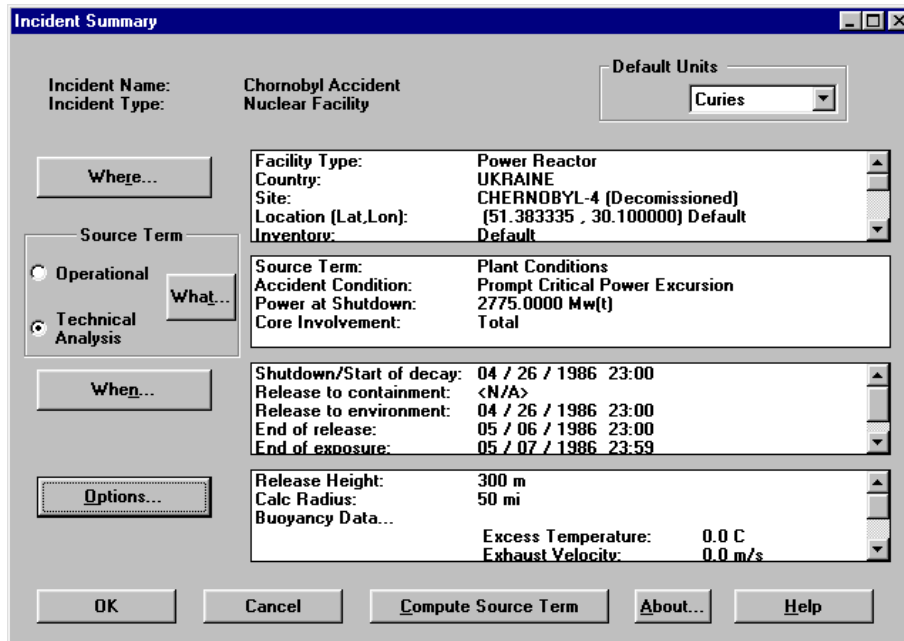 Incident Summary
Default Units
Incident Name: Chornobyl Accident
Incident Type: Nuclear Facility
Curies
Where...
Facility Type: Power Reactor
Country: UKRAINE
Site: CHERNOBYL-4 (Decomissioned)
Location (Lat,Lon): (51.383335 , 30.100000) Default
Inventory: Default
Source Term
Operational
What...
Technical
Analysis
Source Term: Plant Conditions
Accident Condition: Prompt Critical Power Excursion
Power at Shutdown: 2775.0000 Mw(t)
Core Involvement: Total
When...
Shutdown/Start of decay: 04 / 26 / 1986 23:00
Release to containment: <N/A>
Release to environment: 04 / 26 / 1986 23:00
End of release: 05 / 06 / 1986 23:00
End of exposure: 05 / 07 / 1986 23:59
Options...
Release Height: 300 m
Calc Radius: 50 mi
Buoyancy Data...
Excess Temperature: 0.0 C
Exhaust Velocity: 0.0 m/s
OK
Cancel
Compute Source Term
About...
Help